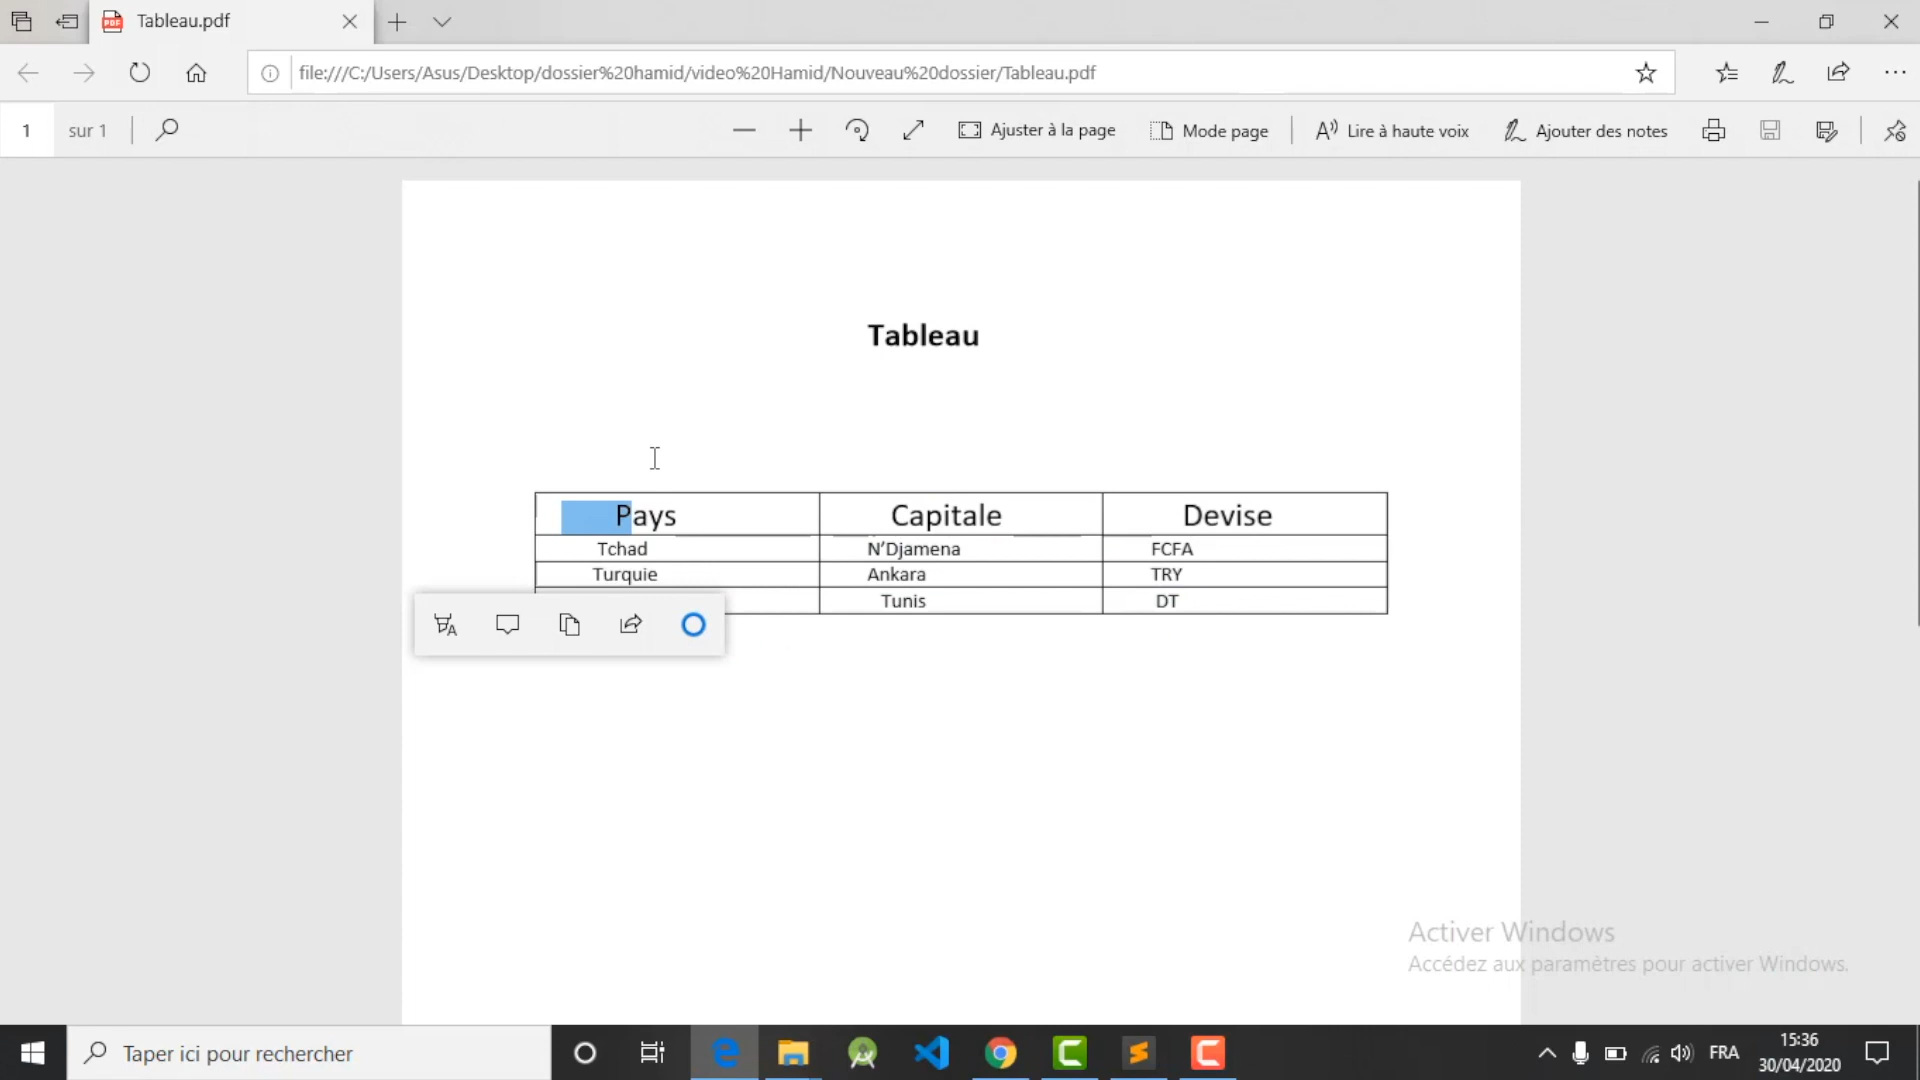 Tableau.pdf
file:///C:/Users/Asus/Desktop/dossier%20hamid/video%20Hamid/Nouveau%20dossier/Tableau.pdf
1 sur 1 Ajuster à la page Mode page Lire à haute voix Ajouter des notes
Tableau
Pays Capitale Devise
Tchad N’Djamena FCFA
Turquie Ankara TRY
Tunis DT
Activer Windows
Accédez aux paramètres pour activer Windows.
Taper ici pour rechercher
FRA
15:36
30/04/2020